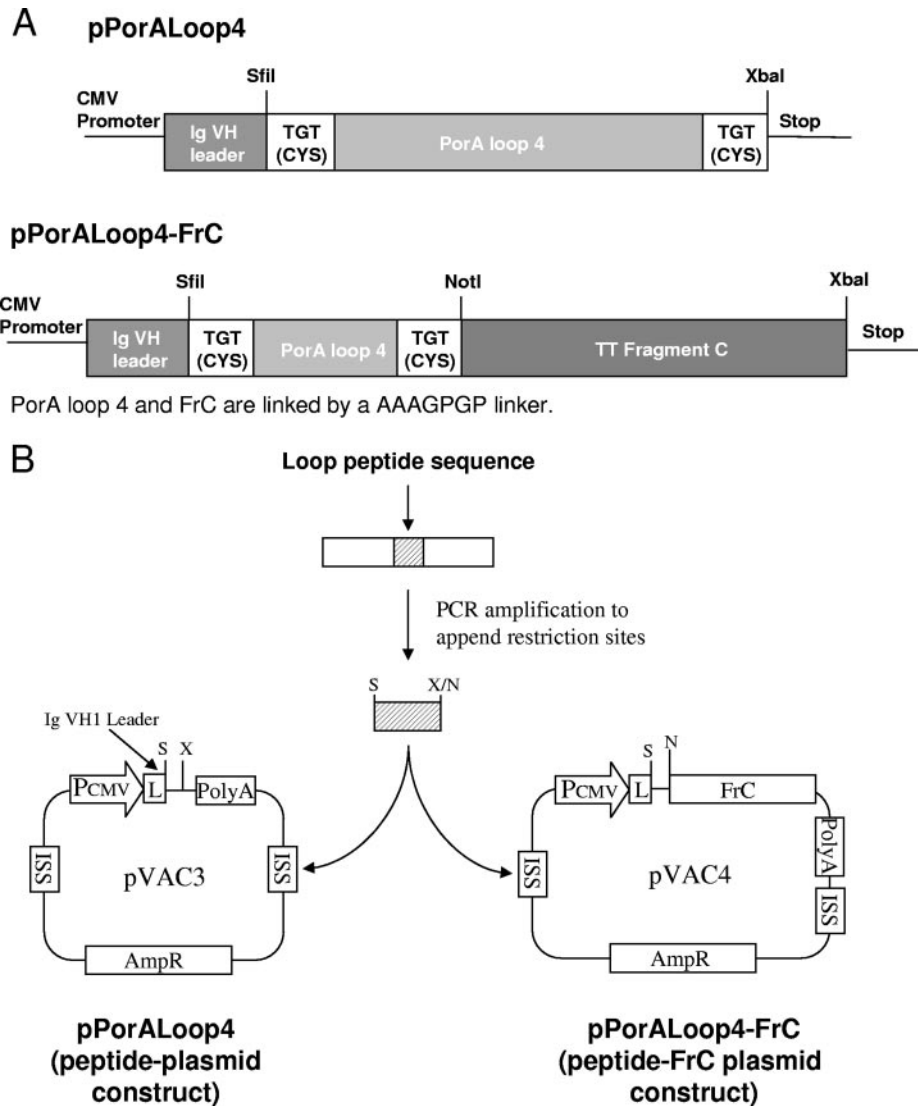 A
pPorALoop4
SfiI
XbaI
CMV
Promoter
Stop
Ig VH
leader
TGT
(CYS)
PorA loop 4
TGT
(CYS)
pPorALoop4-FrC
SfiI
NotI
XbaI
CMV
Promoter
Stop
Ig VH
leader
TGT
(CYS)
PorA loop 4
TGT
(CYS)
TT Fragment C
PorA loop 4 and FrC are linked by a AAAGPGP linker.
B
Loop peptide sequence
PCR amplification to
append restriction sites
S
X/N
Ig VH1 Leader
S
X
PCMV
L
PolyA
ISS
ISS
pVAC3
AmpR
S
N
PCMV
L
FrC
PolyA
ISS
ISS
pVAC4
AmpR
pPorALoop4
(peptide-plasmid
construct)
pPorALoop4-FrC
(peptide-FrC plasmid
construct)